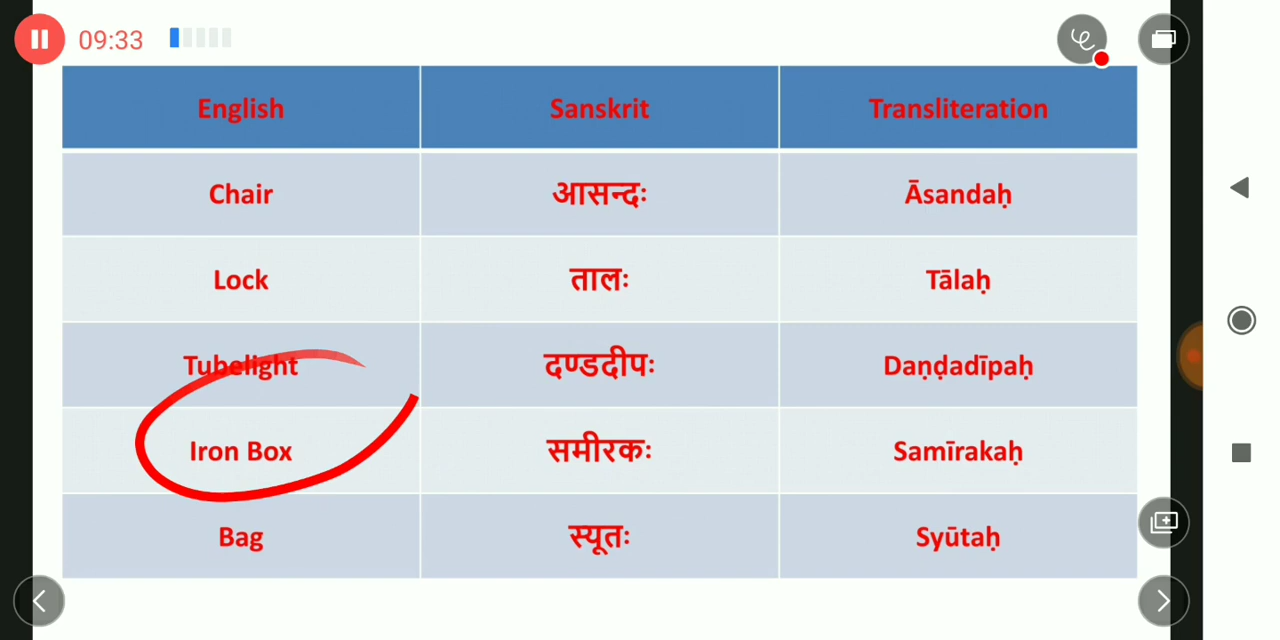 09:33
English Sanskrit Transliteration
Chair आसन्दः Āsandaḥ
Lock तालः Tālaḥ
Tubelight दण्डदीपः Daṇḍadīpaḥ
Iron Box समीरकः Samīrakaḥ
Bag स्यूतः Syūtaḥ